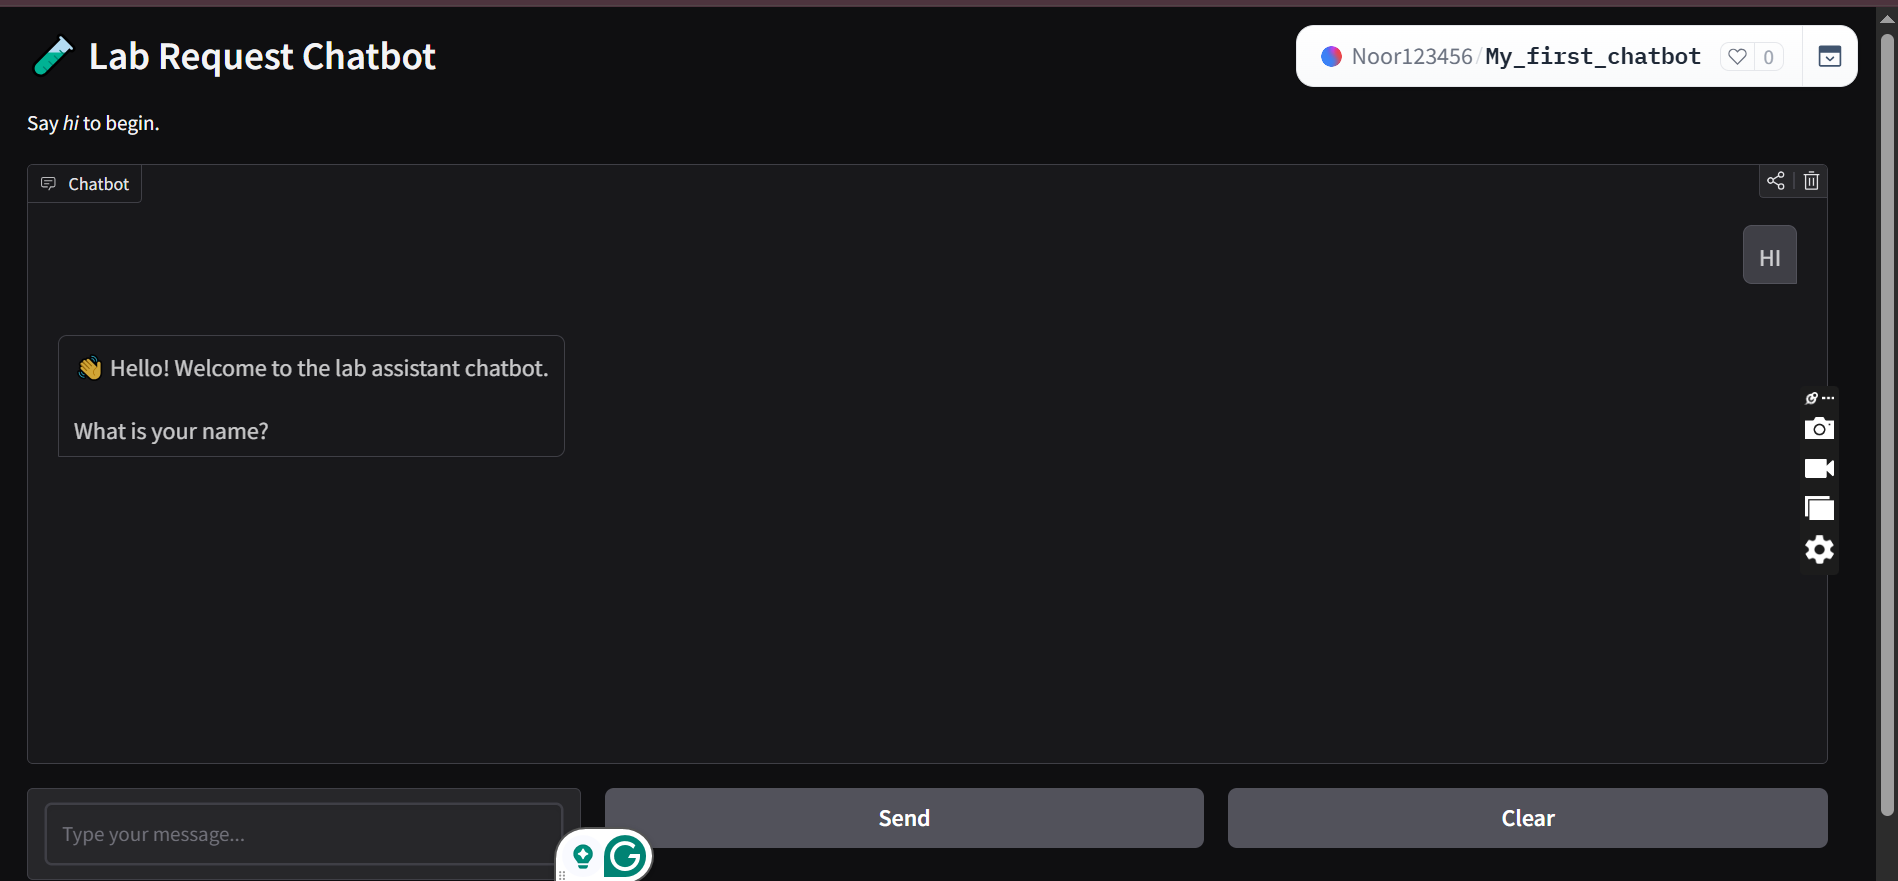 🧪 Lab Request Chatbot
Noor123456/My_first_chatbot 0
Say hi to begin.
Chatbot
HI
👋 Hello! Welcome to the lab assistant chatbot.
What is your name?
Type your message...
Send
Clear